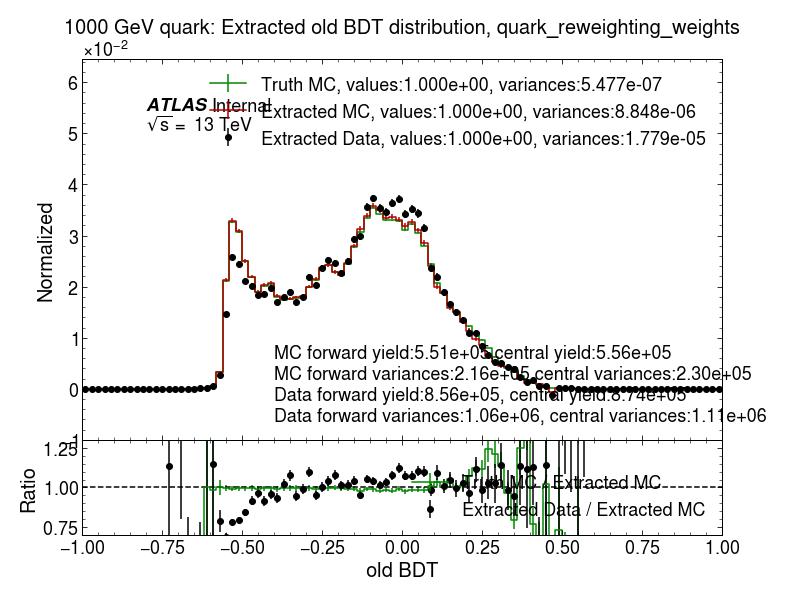 1000 GeV quark: Extracted old BDT distribution, quark_reweighting_weights
×10⁻²
Truth MC, values:1.000e+00, variances:5.477e-07
ATLAS Internal
Extracted MC, values:1.000e+00, variances:8.848e-06
√s = 13 TeV
Extracted Data, values:1.000e+00, variances:1.779e-05
6
5
4
3
2
1
0
Normalized
MC forward yield:5.51e+05, central yield:5.56e+05
MC forward variances:2.16e+05, central variances:2.30e+05
Data forward yield:8.56e+05, central yield:8.74e+05
Data forward variances:1.06e+06, central variances:1.11e+06
1.25
1.00
0.75
Ratio
Truth MC / Extracted MC
Extracted Data / Extracted MC
−1.00 −0.75 −0.50 −0.25 0.00 0.25 0.50 0.75 1.00
old BDT